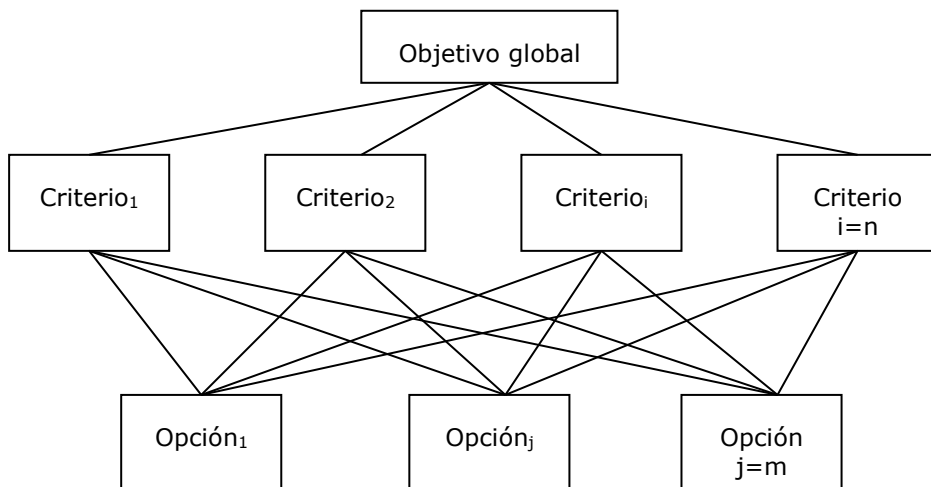 Objetivo global
Criterio₁
Criterio₂
Criterioᵢ
Criterio
i=n
Opción₁
Opciónⱼ
Opción
j=m